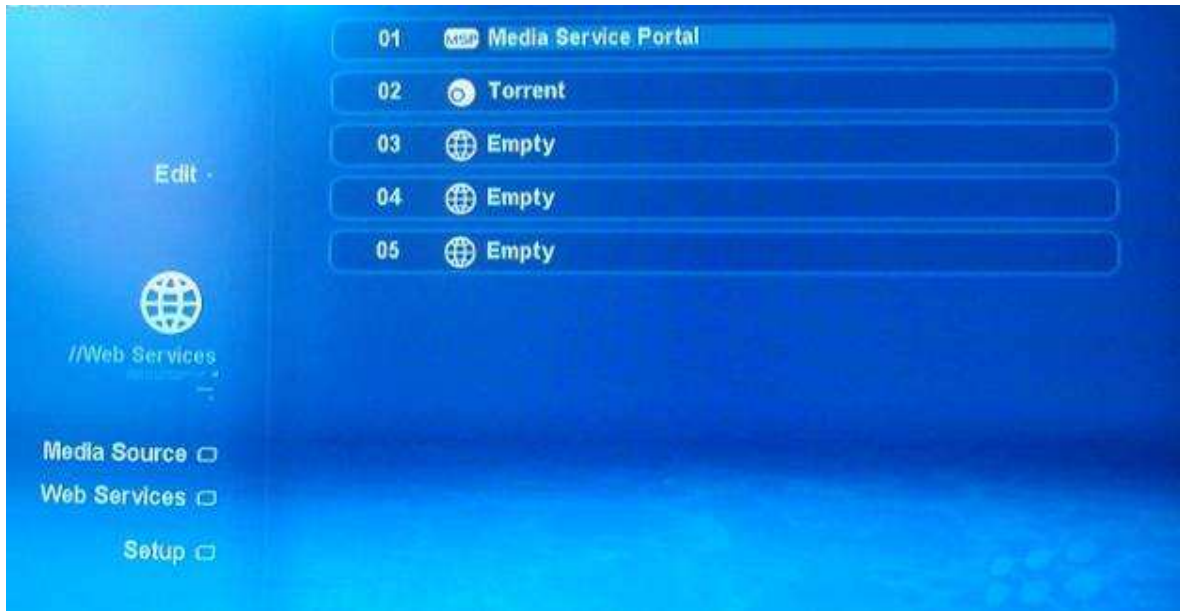 01 MSP Media Service Portal
02 Torrent
03 Empty
04 Empty
05 Empty
Edit
//Web Services
Media Source
Web Services
Setup